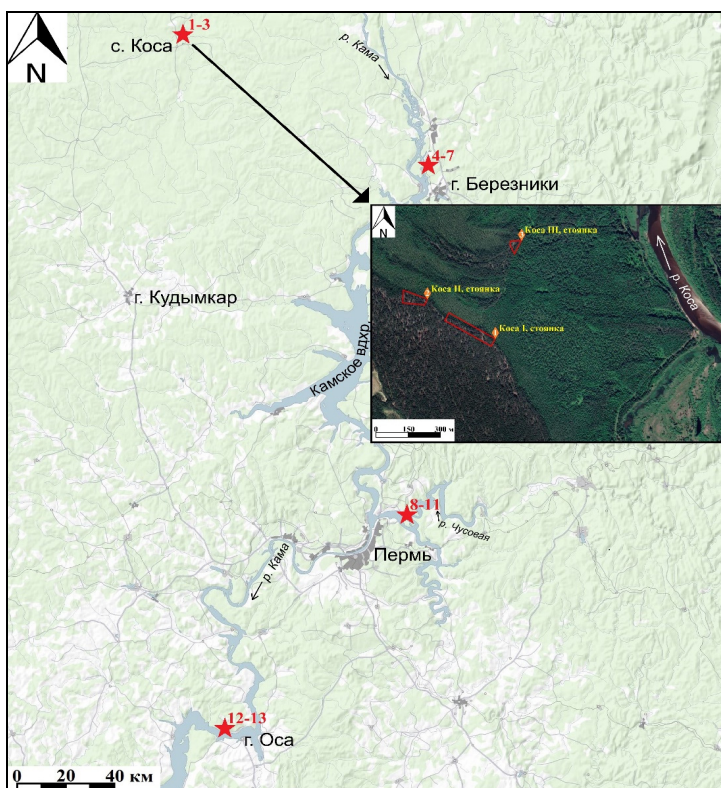 1-3
с. Коса
N
р. Кама
4-7
г. Березники
N
Коса III, стоянка
Коса II, стоянка
Коса I, стоянка
р. Коса
0 150 300 м
г. Кудымкар
Камское вдхр.
8-11
р. Чусовая
Пермь
р. Кама
12-13
г. Оса
0 20 40 км